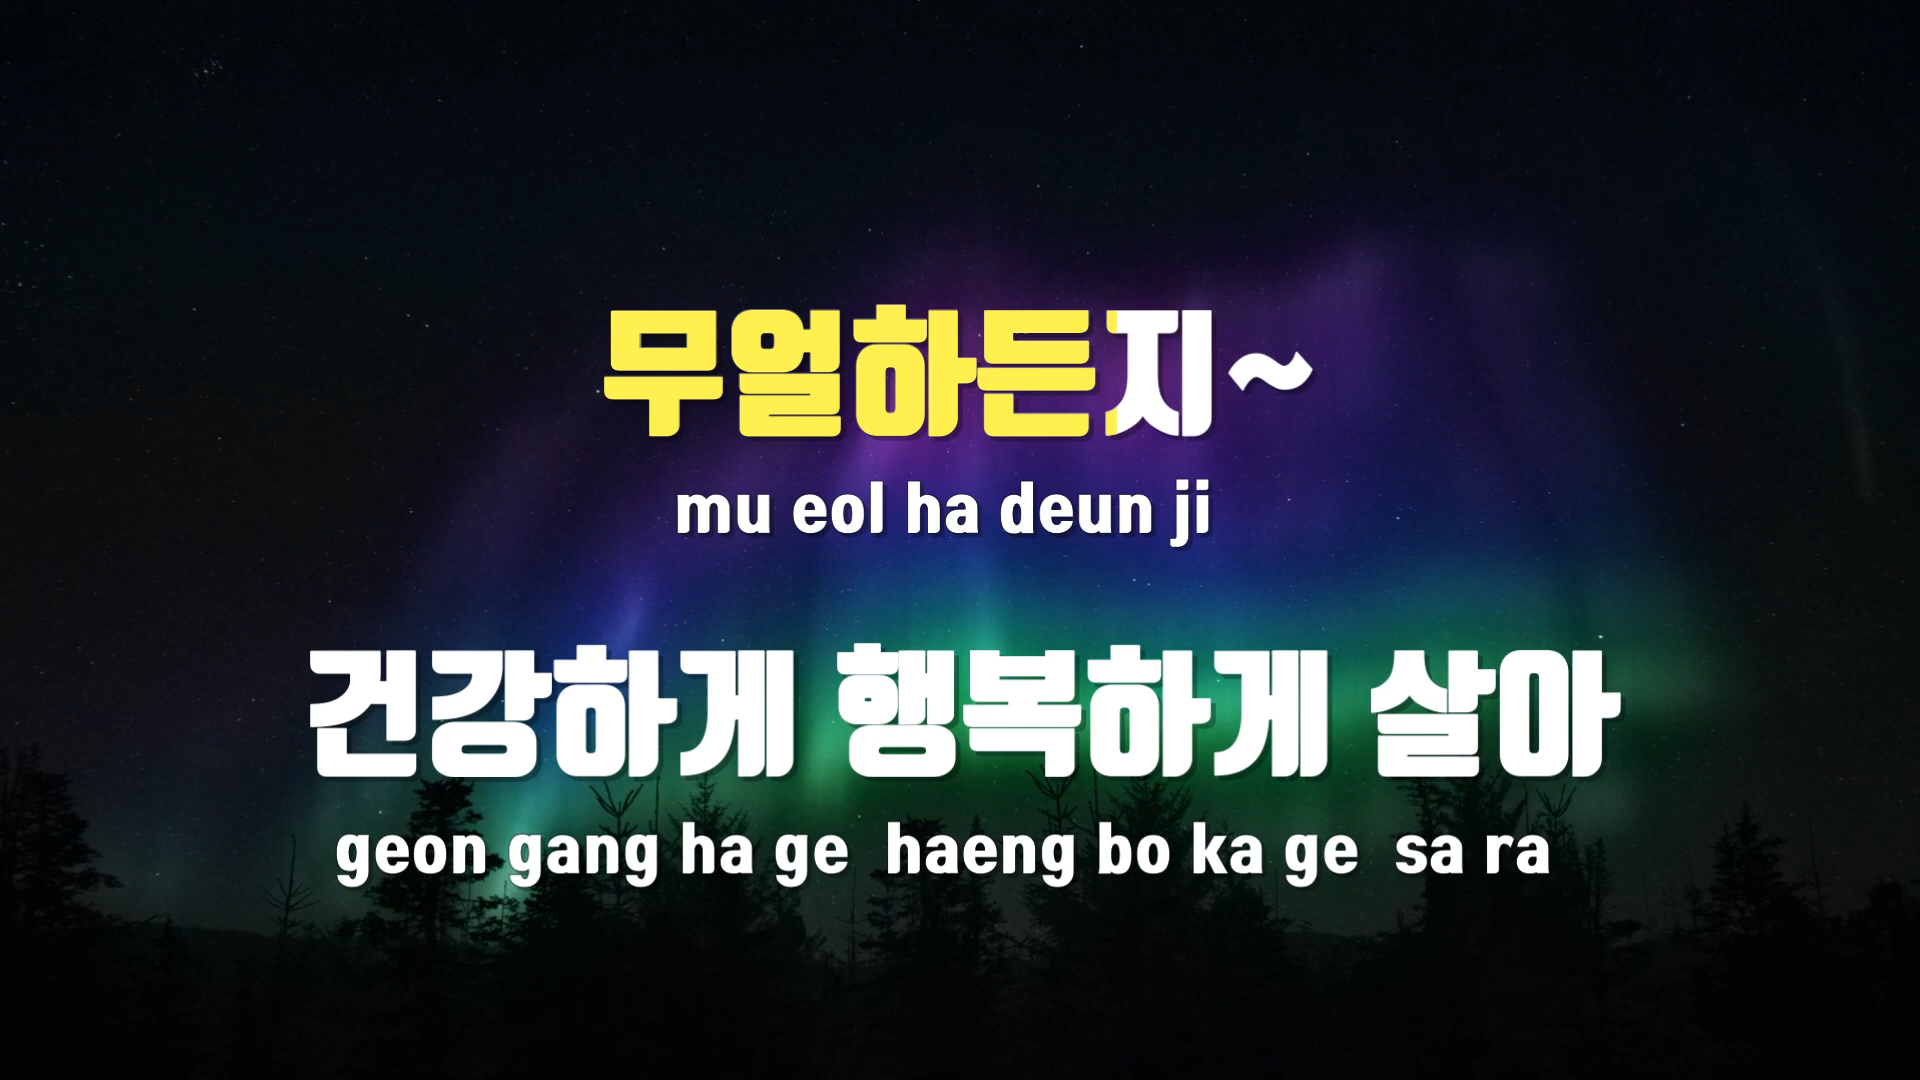 무얼하든지~
mu eol ha deun ji
건강하게 행복하게 살아
geon gang ha ge haeng bo ka ge sa ra